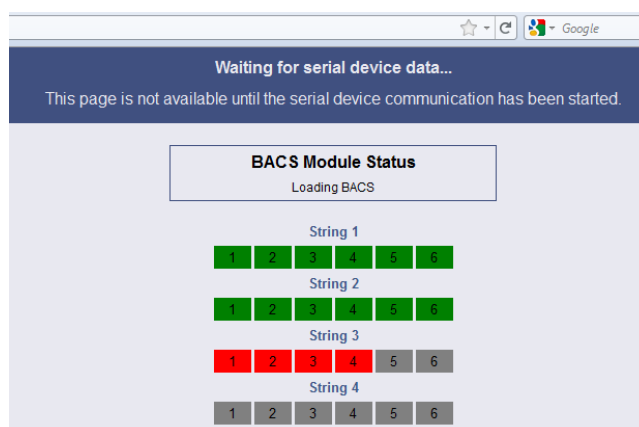 Google
Waiting for serial device data...
This page is not available until the serial device communication has been started.
BACS Module Status
Loading BACS
String 1
1 2 3 4 5 6
String 2
1 2 3 4 5 6
String 3
1 2 3 4 5 6
String 4
1 2 3 4 5 6